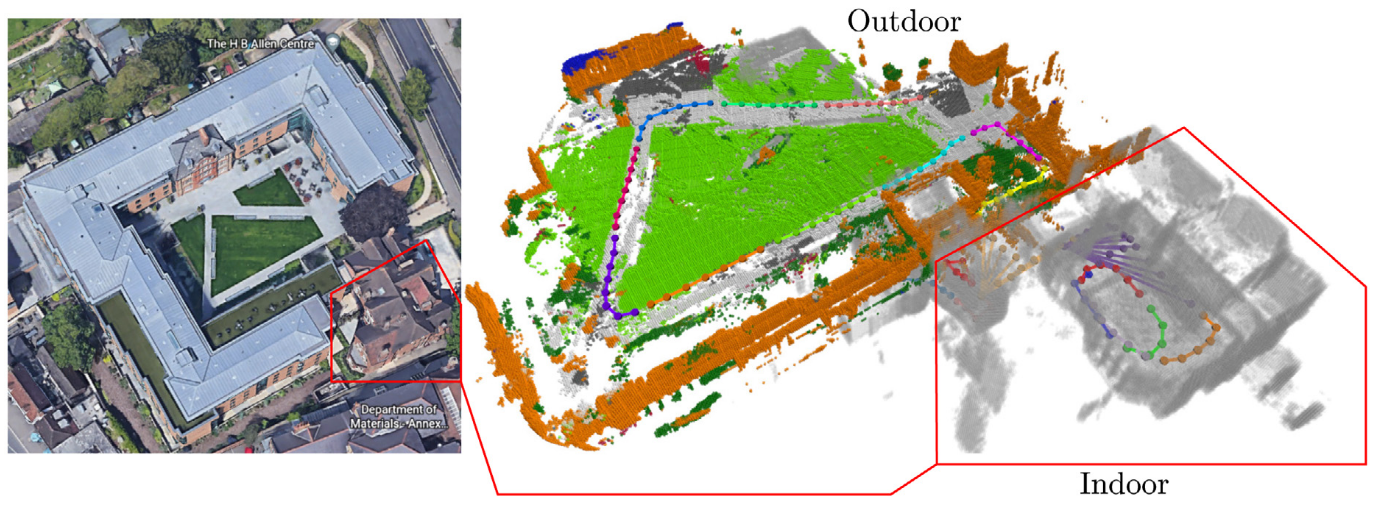 The H B Allen Centre
Department of
Materials - Annex...
Outdoor
Indoor